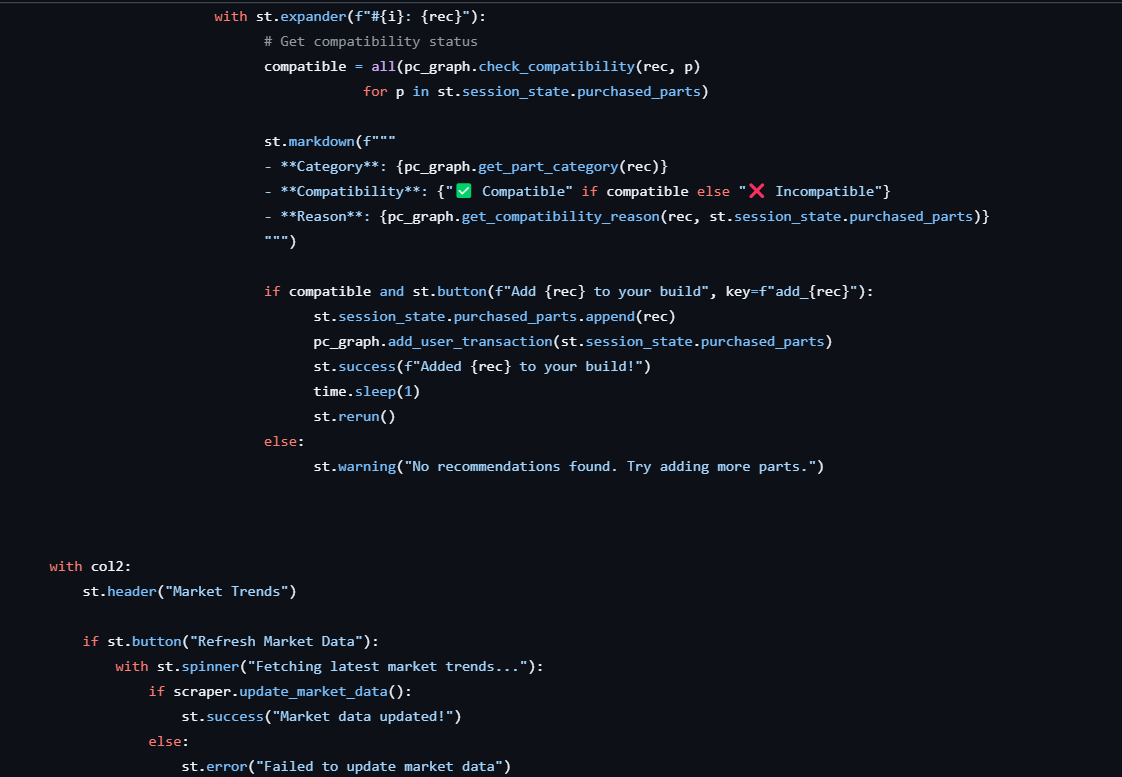 with st.expander(f"#{i}: {rec}"):
# Get compatibility status
compatible = all(pc_graph.check_compatibility(rec, p)
for p in st.session_state.purchased_parts)
st.markdown(f"""
- **Category**: {pc_graph.get_part_category(rec)}
- **Compatibility**: {"✅ Compatible" if compatible else "❌ Incompatible"}
- **Reason**: {pc_graph.get_compatibility_reason(rec, st.session_state.purchased_parts)}
""")
if compatible and st.button(f"Add {rec} to your build", key=f"add_{rec}"):
st.session_state.purchased_parts.append(rec)
pc_graph.add_user_transaction(st.session_state.purchased_parts)
st.success(f"Added {rec} to your build!")
time.sleep(1)
st.rerun()
else:
st.warning("No recommendations found. Try adding more parts.")
with col2:
st.header("Market Trends")
if st.button("Refresh Market Data"):
with st.spinner("Fetching latest market trends..."):
if scraper.update_market_data():
st.success("Market data updated!")
else:
st.error("Failed to update market data")